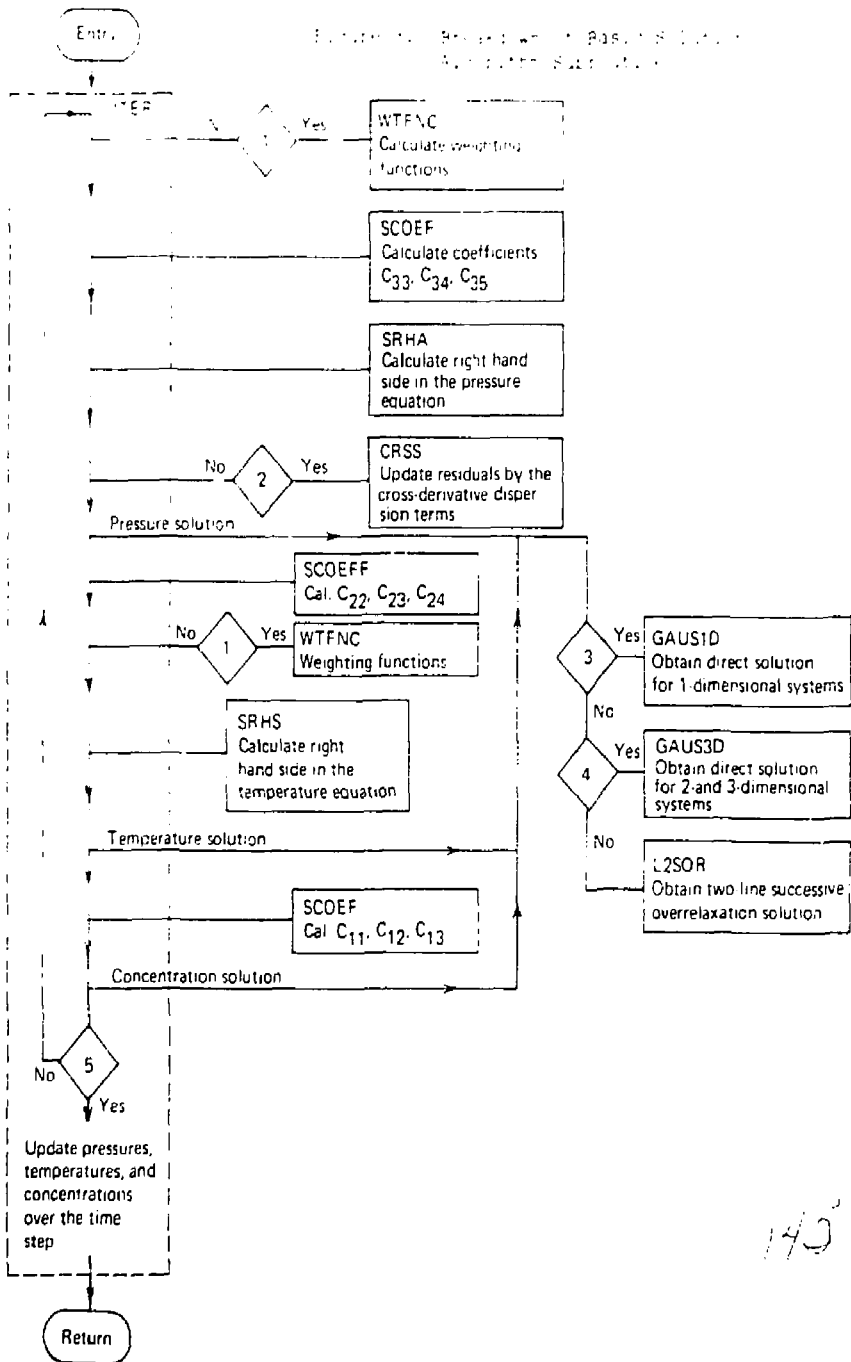 Entry
ITER
Yes
1
WTFNC
Calculate weighting
functions
SCOEF
Calculate coefficients
C33, C34, C35
SRHA
Calculate right hand
side in the pressure
equation
No
2
Yes
CRSS
Update residuals by the
cross-derivative disper
sion terms
Pressure solution
SCOEFF
Cal. C22, C23, C24
No
1
Yes
WTFNC
Weighting functions
3
Yes
GAUS1D
Obtain direct solution
for 1-dimensional systems
No
SRHS
Calculate right
hand side in the
temperature equation
4
Yes
GAUS3D
Obtain direct solution
for 2-and 3-dimensional
systems
No
Temperature solution
L2SOR
Obtain two line successive
overrelaxation solution
SCOEF
Cal C11, C12, C13
Concentration solution
5
No
Yes
Update pressures,
temperatures, and
concentrations
over the time
step
Return